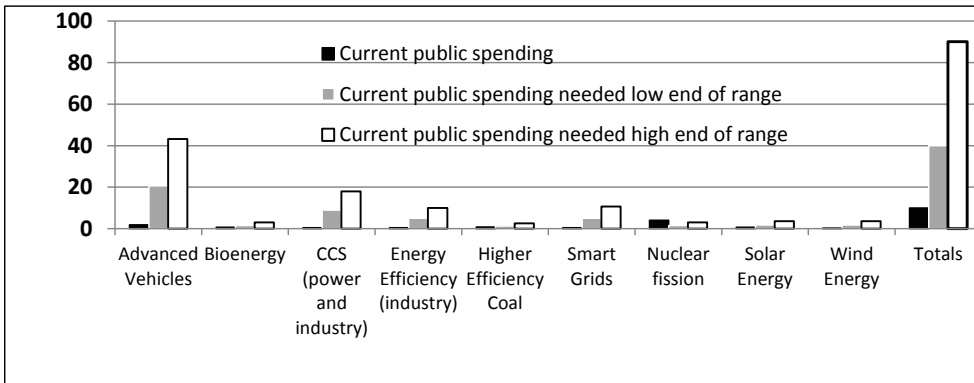 100
80
60
40
20
0
Current public spending
Current public spending needed low end of range
Current public spending needed high end of range
Advanced
Vehicles
Bioenergy
CCS
(power
and
industry)
Energy
Efficiency
(industry)
Higher
Efficiency
Coal
Smart
Grids
Nuclear
fission
Solar
Energy
Wind
Energy
Totals